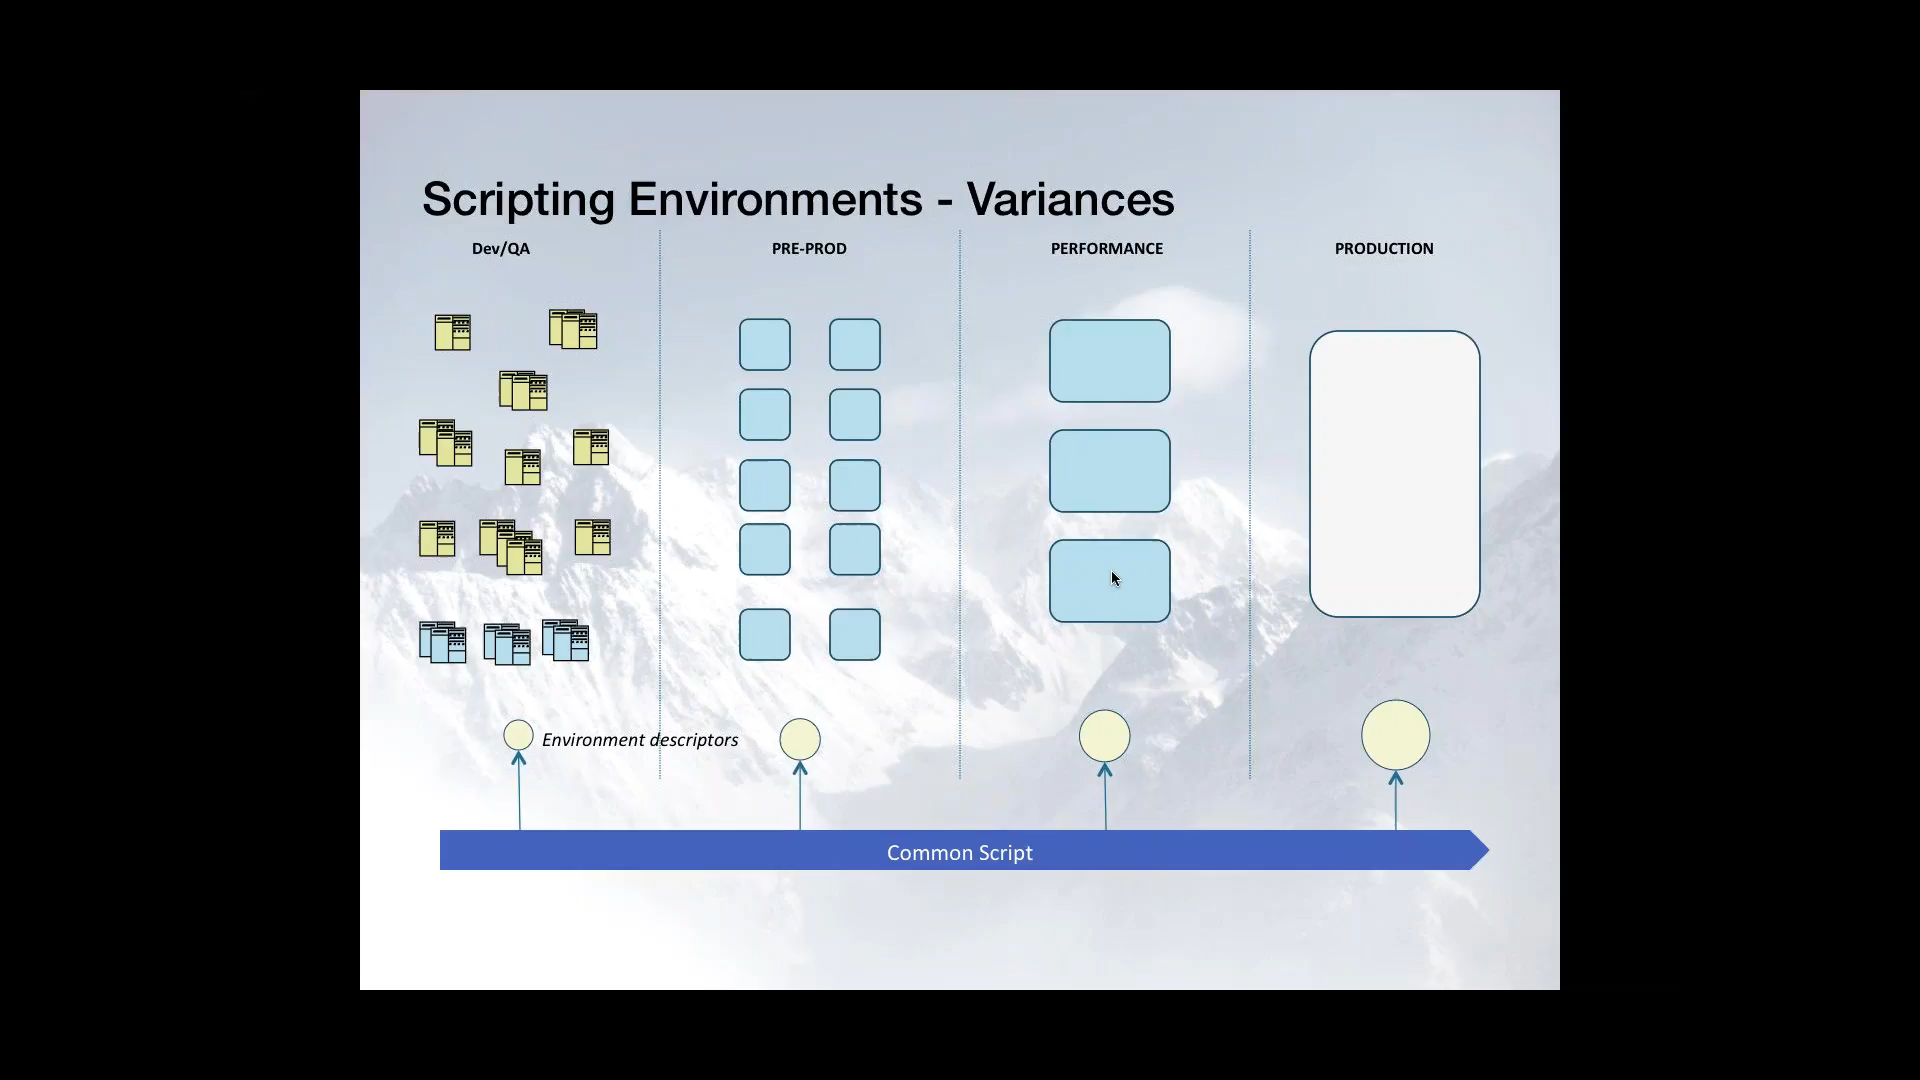 Scripting Environments - Variances
Dev/QA
PRE-PROD
PERFORMANCE
PRODUCTION
Environment descriptors
Common Script